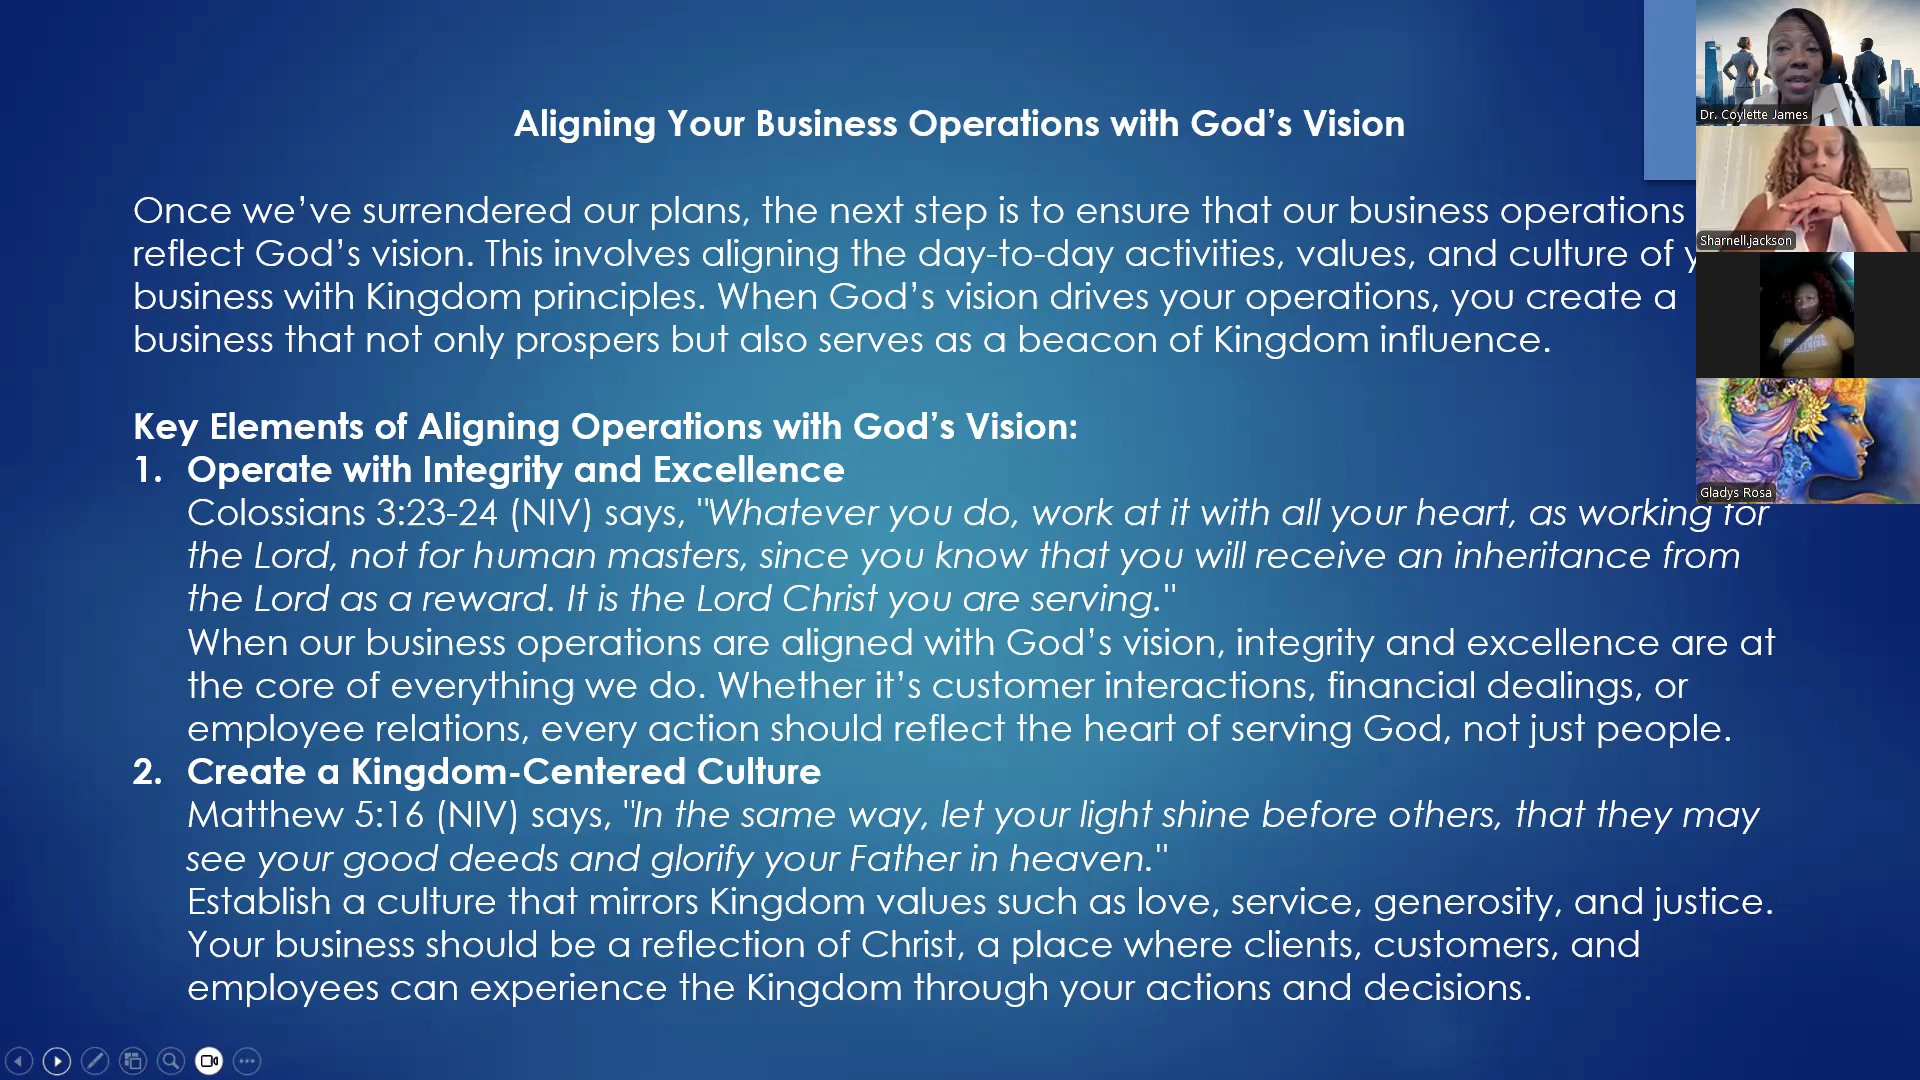 Aligning Your Business Operations with God’s Vision
Once we’ve surrendered our plans, the next step is to ensure that our business operations
reflect God’s vision. This involves aligning the day-to-day activities, values, and culture of
business with Kingdom principles. When God’s vision drives your operations, you create a
business that not only prospers but also serves as a beacon of Kingdom influence.
Key Elements of Aligning Operations with God’s Vision:
1. Operate with Integrity and Excellence
Colossians 3:23-24 (NIV) says, "Whatever you do, work at it with all your heart, as working for
the Lord, not for human masters, since you know that you will receive an inheritance from
the Lord as a reward. It is the Lord Christ you are serving."
When our business operations are aligned with God’s vision, integrity and excellence are at
the core of everything we do. Whether it’s customer interactions, financial dealings, or
employee relations, every action should reflect the heart of serving God, not just people.
2. Create a Kingdom-Centered Culture
Matthew 5:16 (NIV) says, "In the same way, let your light shine before others, that they may
see your good deeds and glorify your Father in heaven."
Establish a culture that mirrors Kingdom values such as love, service, generosity, and justice.
Your business should be a reflection of Christ, a place where clients, customers, and
employees can experience the Kingdom through your actions and decisions.
Dr. Coylette James
Sharnell.jackson
Gladys Rosa